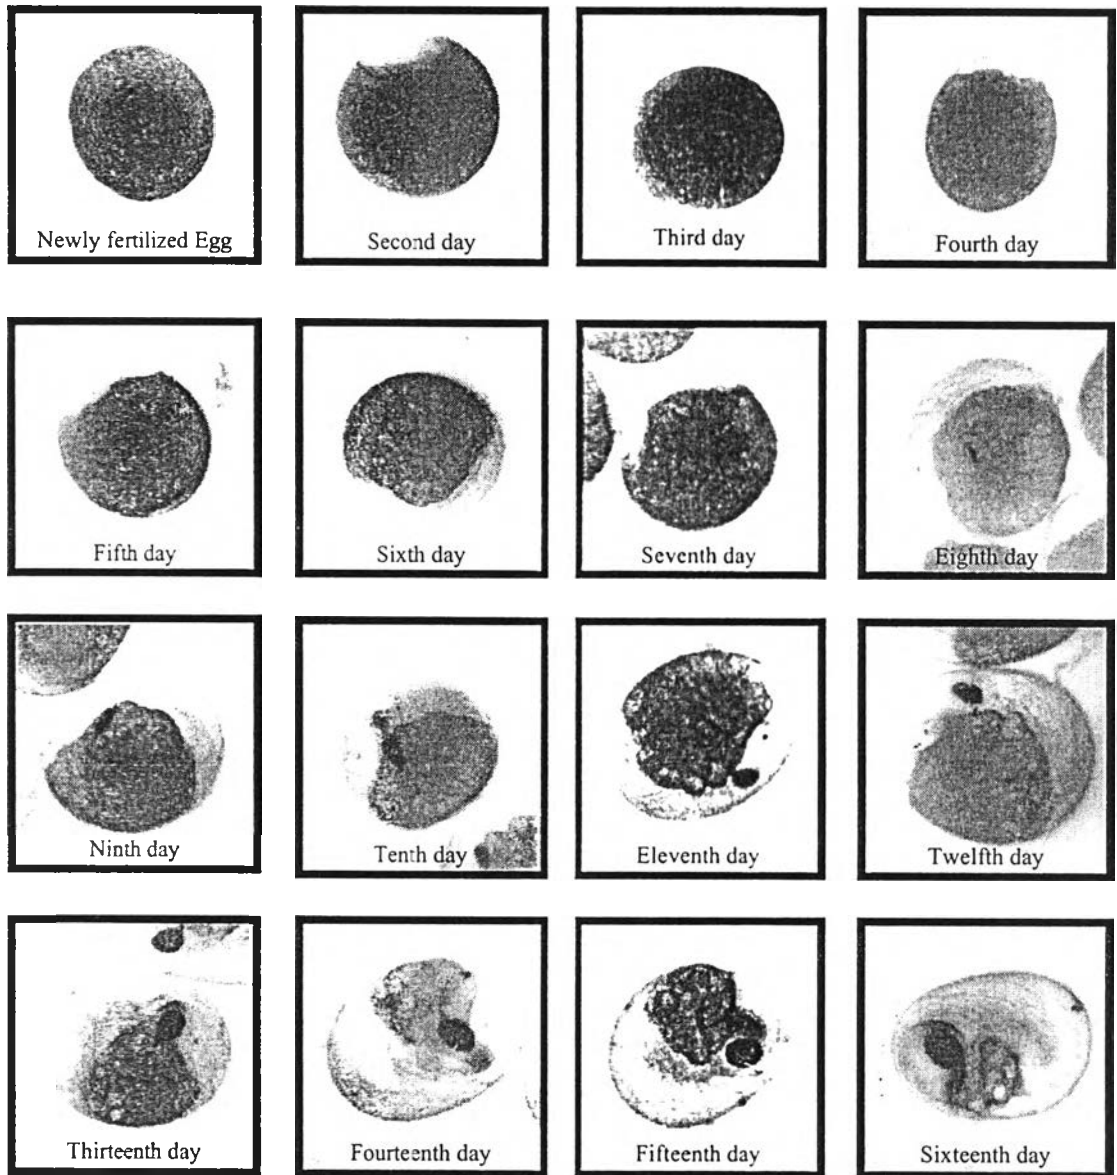 Newly fertilized Egg
Second day
Third day
Fourth day
Fifth day
Sixth day
Seventh day
Eighth day
Ninth day
Tenth day
Eleventh day
Twelfth day
Thirteenth day
Fourteenth day
Fifteenth day
Sixteenth day